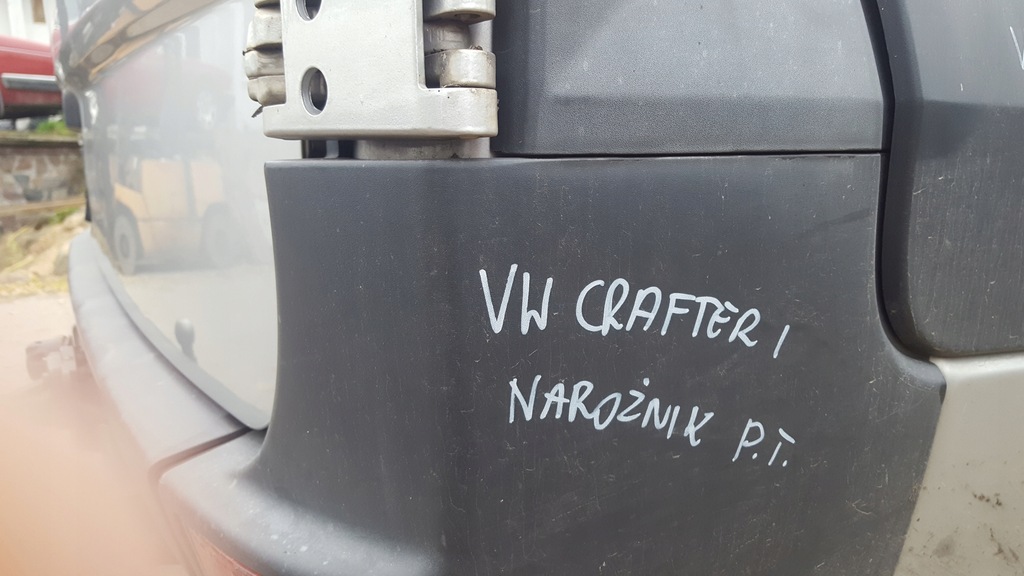 VW CRAFTER I
NAROŻNIK P.T.